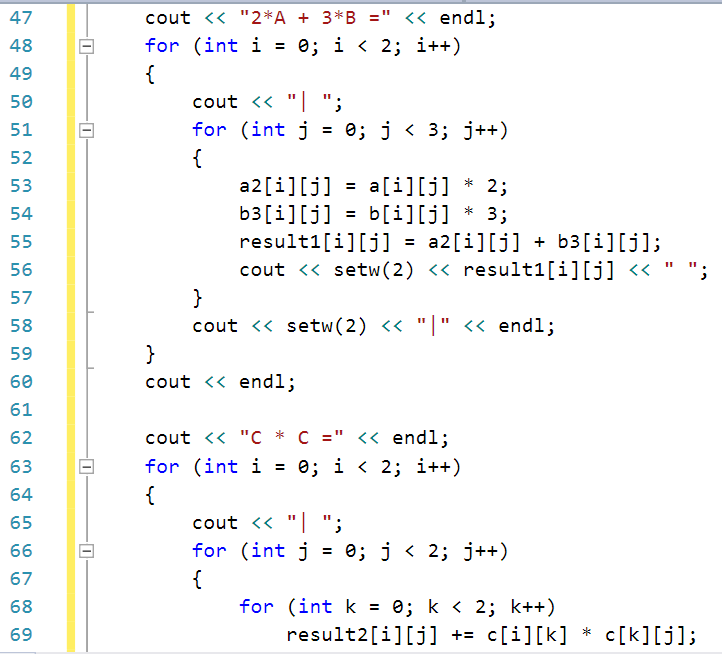 47 cout << "2*A + 3*B =" << endl;
48 for (int i = 0; i < 2; i++)
49 {
50 cout << "| ";
51 for (int j = 0; j < 3; j++)
52 {
53 a2[i][j] = a[i][j] * 2;
54 b3[i][j] = b[i][j] * 3;
55 result1[i][j] = a2[i][j] + b3[i][j];
56 cout << setw(2) << result1[i][j] << " ";
57 }
58 cout << setw(2) << "|" << endl;
59 }
60 cout << endl;
61
62 cout << "C * C =" << endl;
63 for (int i = 0; i < 2; i++)
64 {
65 cout << "| ";
66 for (int j = 0; j < 2; j++)
67 {
68 for (int k = 0; k < 2; k++)
69 result2[i][j] += c[i][k] * c[k][j];